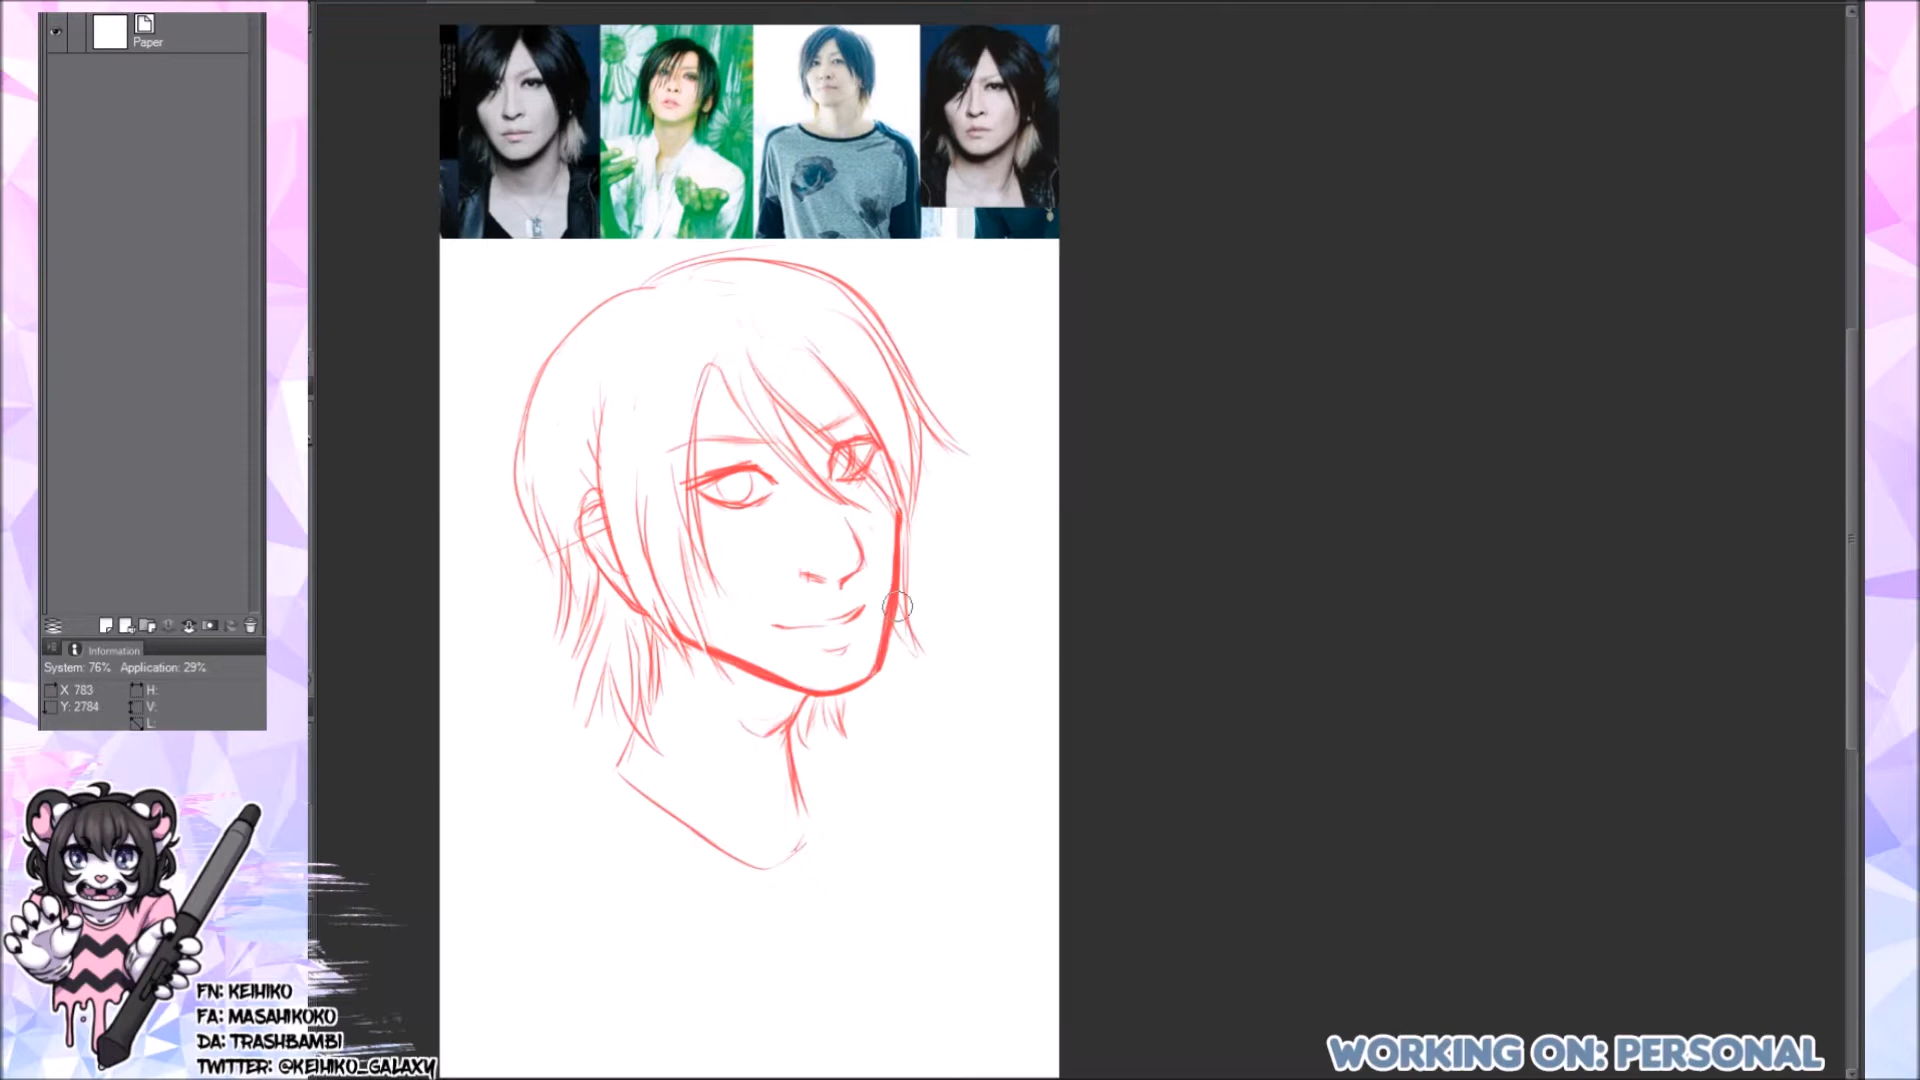 Paper
Information
System: 76% Application: 29%
X 783 H:
Y: 2784 V:
L:
FN: KEIHIKO
FA: MASAHIKOKO
DA: TRASHBAMBI
TWITTER: @KEIHIKO_GALAXY
WORKING ON: PERSONAL